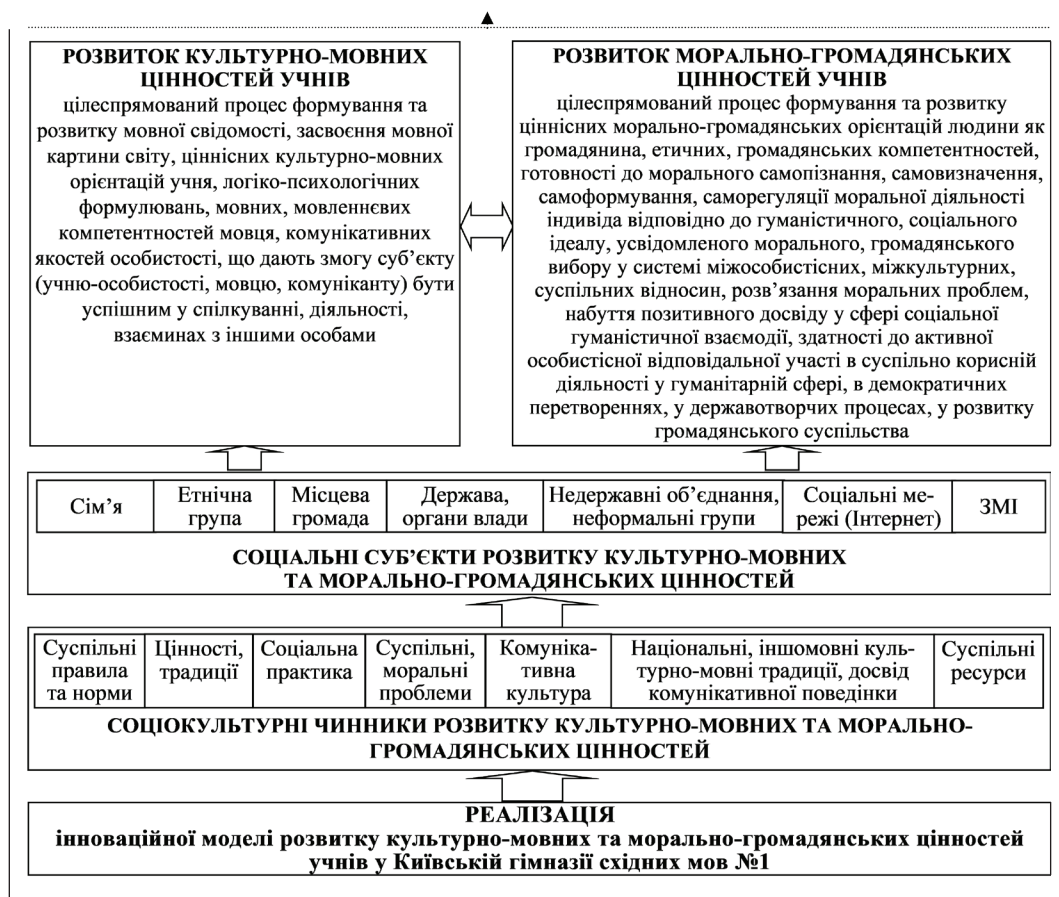 РОЗВИТОК КУЛЬТУРНО-МОВНИХ
ЦІННОСТЕЙ УЧНІВ
цілеспрямований процес формування та
розвитку мовної свідомості, засвоєння мовної
картини світу, ціннісних культурно-мовних
орієнтацій учня, логіко-психологічних
формулювань, мовних, мовленнєвих
компетентностей мовця, комунікативних
якостей особистості, що дають змогу суб’єкту
(учню-особистості, мовцю, комуніканту) бути
успішним у спілкуванні, діяльності,
взаєминах з іншими особами
РОЗВИТОК МОРАЛЬНО-ГРОМАДЯНСЬКИХ
ЦІННОСТЕЙ УЧНІВ
цілеспрямований процес формування та розвитку
ціннісних морально-громадянських орієнтацій людини як
громадянина, етичних, громадянських компетентностей,
готовності до морального самопізнання, самовизначення,
самоформування, саморегуляції моральної діяльності
індивіда відповідно до гуманістичного, соціального
ідеалу, усвідомленого морального, громадянського
вибору у системі міжособистісних, міжкультурних,
суспільних відносин, розв’язання моральних проблем,
набуття позитивного досвіду у сфері соціальної
гуманістичної взаємодії, здатності до активної
особистісної відповідальної участі в суспільно корисній
діяльності у гуманітарній сфері, в демократичних
перетвореннях, у державотворчих процесах, у розвитку
громадянського суспільства
Сім’я
Етнічна
група
Місцева
громада
Держава,
органи влади
Недержавні об’єднання,
неформальні групи
Соціальні ме-
режі (Інтернет)
ЗМІ
СОЦІАЛЬНІ СУБ’ЄКТИ РОЗВИТКУ КУЛЬТУРНО-МОВНИХ
ТА МОРАЛЬНО-ГРОМАДЯНСЬКИХ ЦІННОСТЕЙ
Суспільні
правила
та норми
Цінності,
традиції
Соціальна
практика
Суспільні,
моральні
проблеми
Комуніка-
тивна
культура
Національні, іншомовні куль-
турно-мовні традиції, досвід
комунікативної поведінки
Суспільні
ресурси
СОЦІОКУЛЬТУРНІ ЧИННИКИ РОЗВИТКУ КУЛЬТУРНО-МОВНИХ ТА МОРАЛЬНО-
ГРОМАДЯНСЬКИХ ЦІННОСТЕЙ
РЕАЛІЗАЦІЯ
інноваційної моделі розвитку культурно-мовних та морально-громадянських цінностей
учнів у Київській гімназії східних мов №1